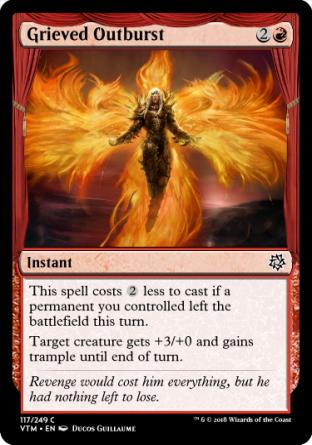 Grieved Outburst 2
Instant
This spell costs 2 less to cast if a
permanent you controlled left the
battlefield this turn.
Target creature gets +3/+0 and gains
trample until end of turn.
Revenge would cost him everything, but he
had nothing left to lose.
117/249 C
VTM • EN Ducos Guillaume
™ & © 2018 Wizards of the Coast